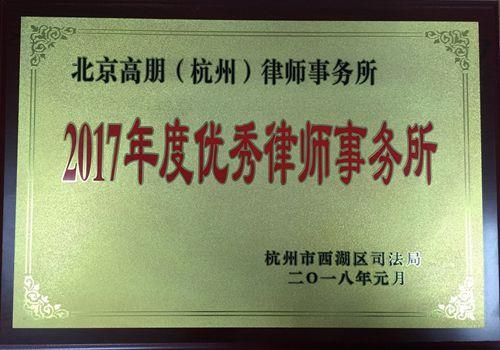 北京高朋（杭州）律师事务所
2017年度优秀律师事务所
杭州市西湖区司法局
二〇一八年元月